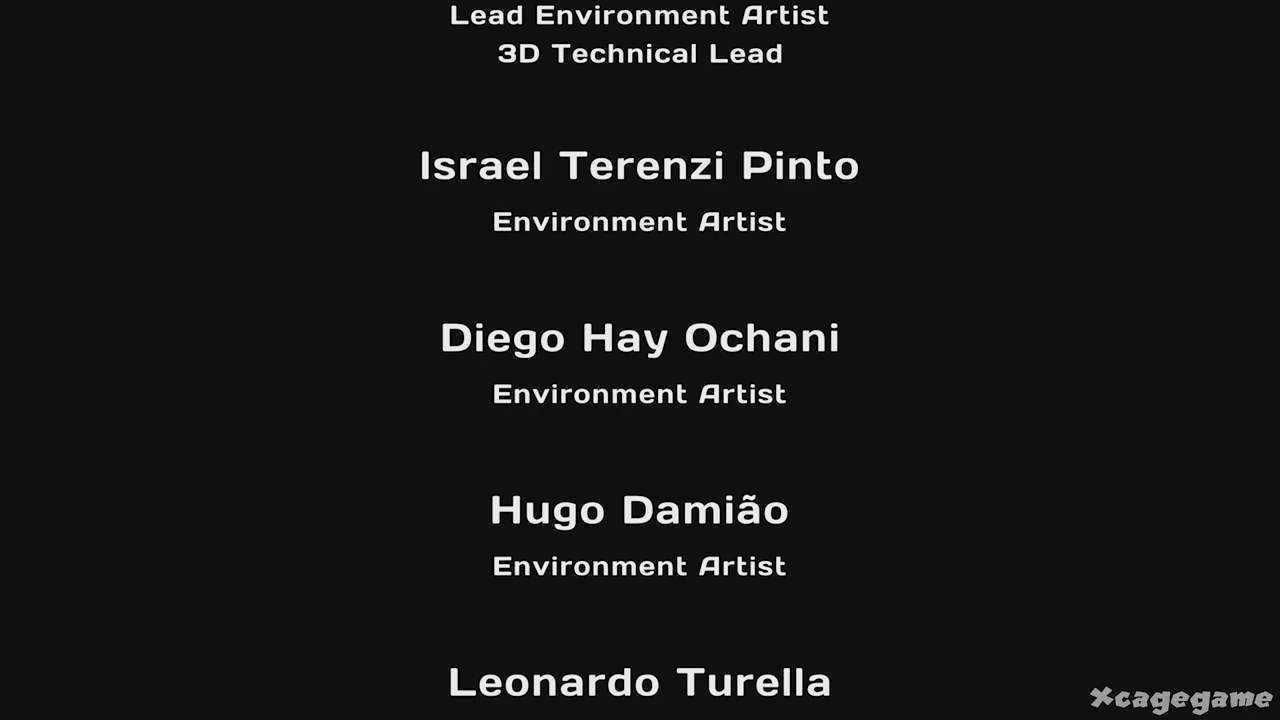 Lead Environment Artist
3D Technical Lead
Israel Terenzi Pinto
Environment Artist
Diego Hay Ochani
Environment Artist
Hugo Damião
Environment Artist
Leonardo Turella
Xcagegame